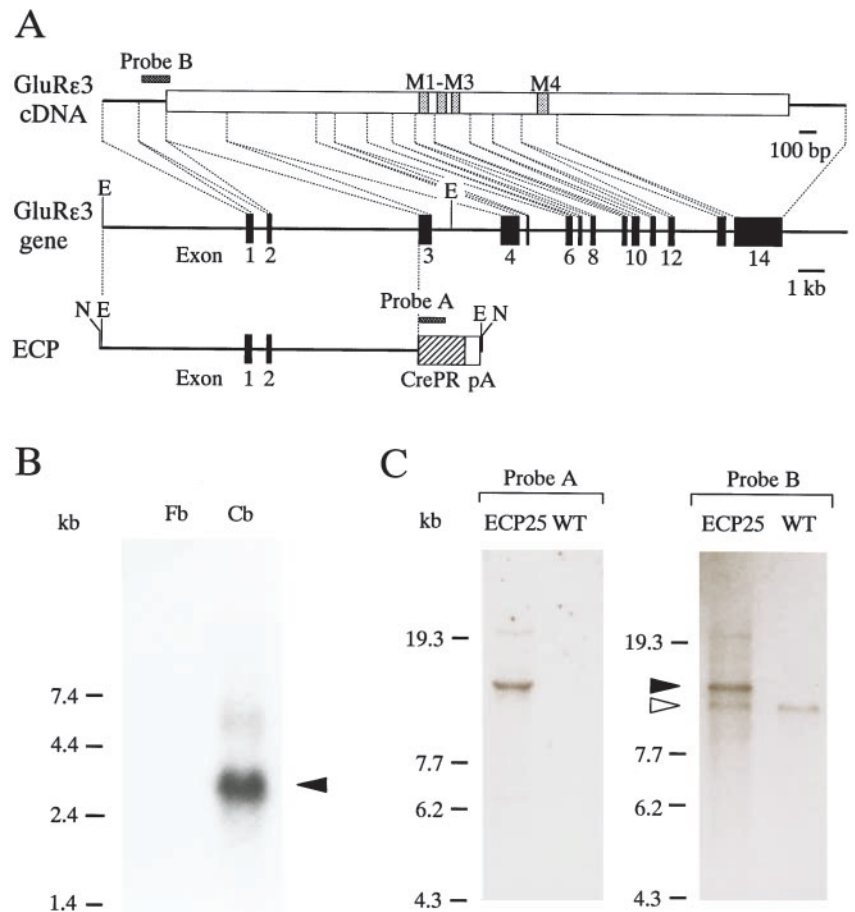 A
Probe B
GluRε3
cDNA
M1-M3
M4
100 bp
E
E
GluRε3
gene
Exon 1 2 3 4 6 8 10 12 14
1 kb
Probe A
N E
E N
ECP
Exon 1 2
CrePR pA
B
kb
Fb Cb
7.4
4.4
2.4
1.4
C
Probe A
kb
ECP25 WT
19.3
7.7
6.2
4.3
Probe B
ECP25 WT
19.3
7.7
6.2
4.3